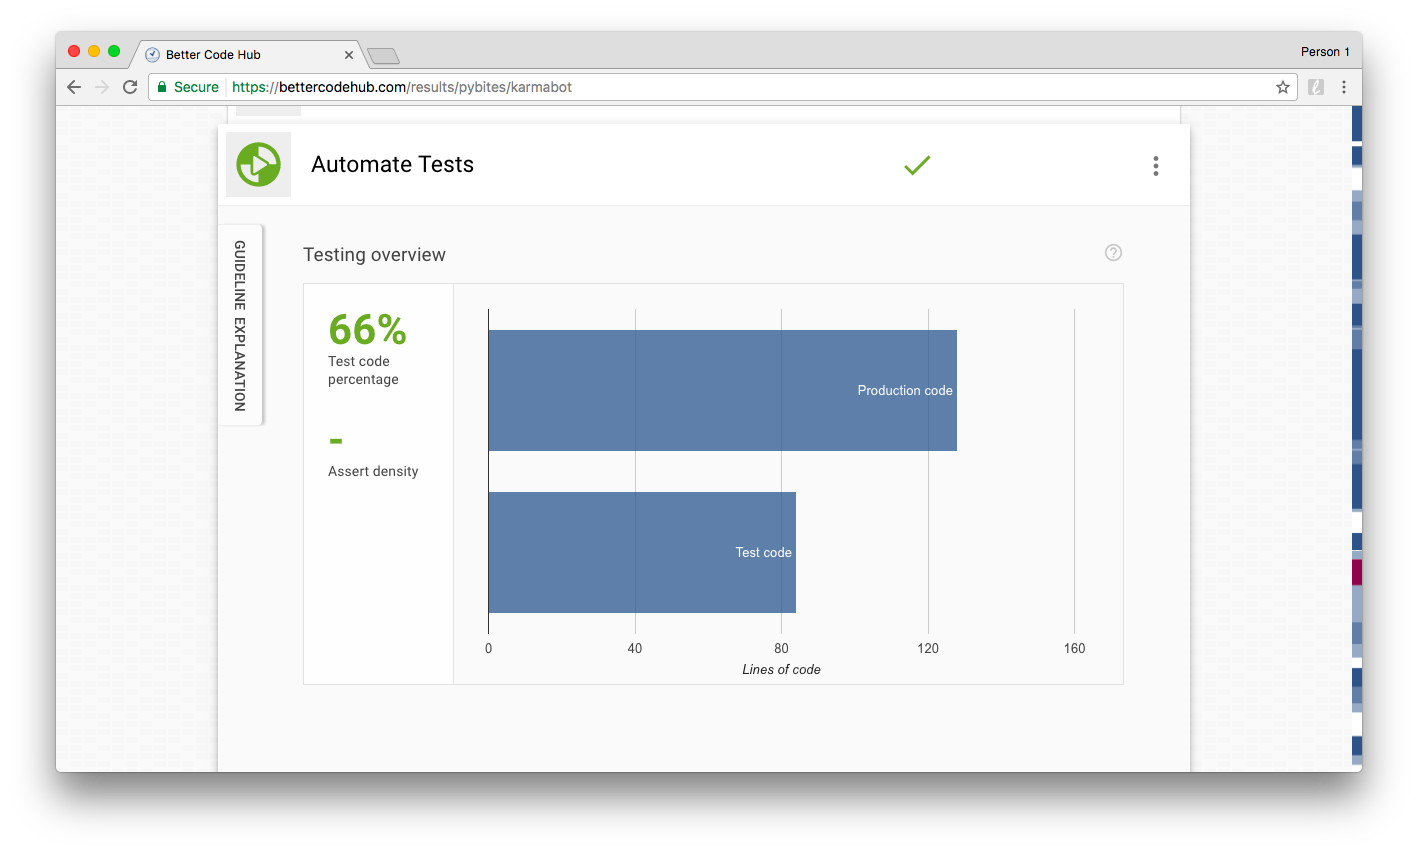 Better Code Hub
Person 1
Secure
https://bettercodehub.com/results/pybites/karmabot
Automate Tests
GUIDELINE EXPLANATION
Testing overview
66%
Test code
percentage
-
Assert density
Production code
Test code
0 40 80 120 160
Lines of code